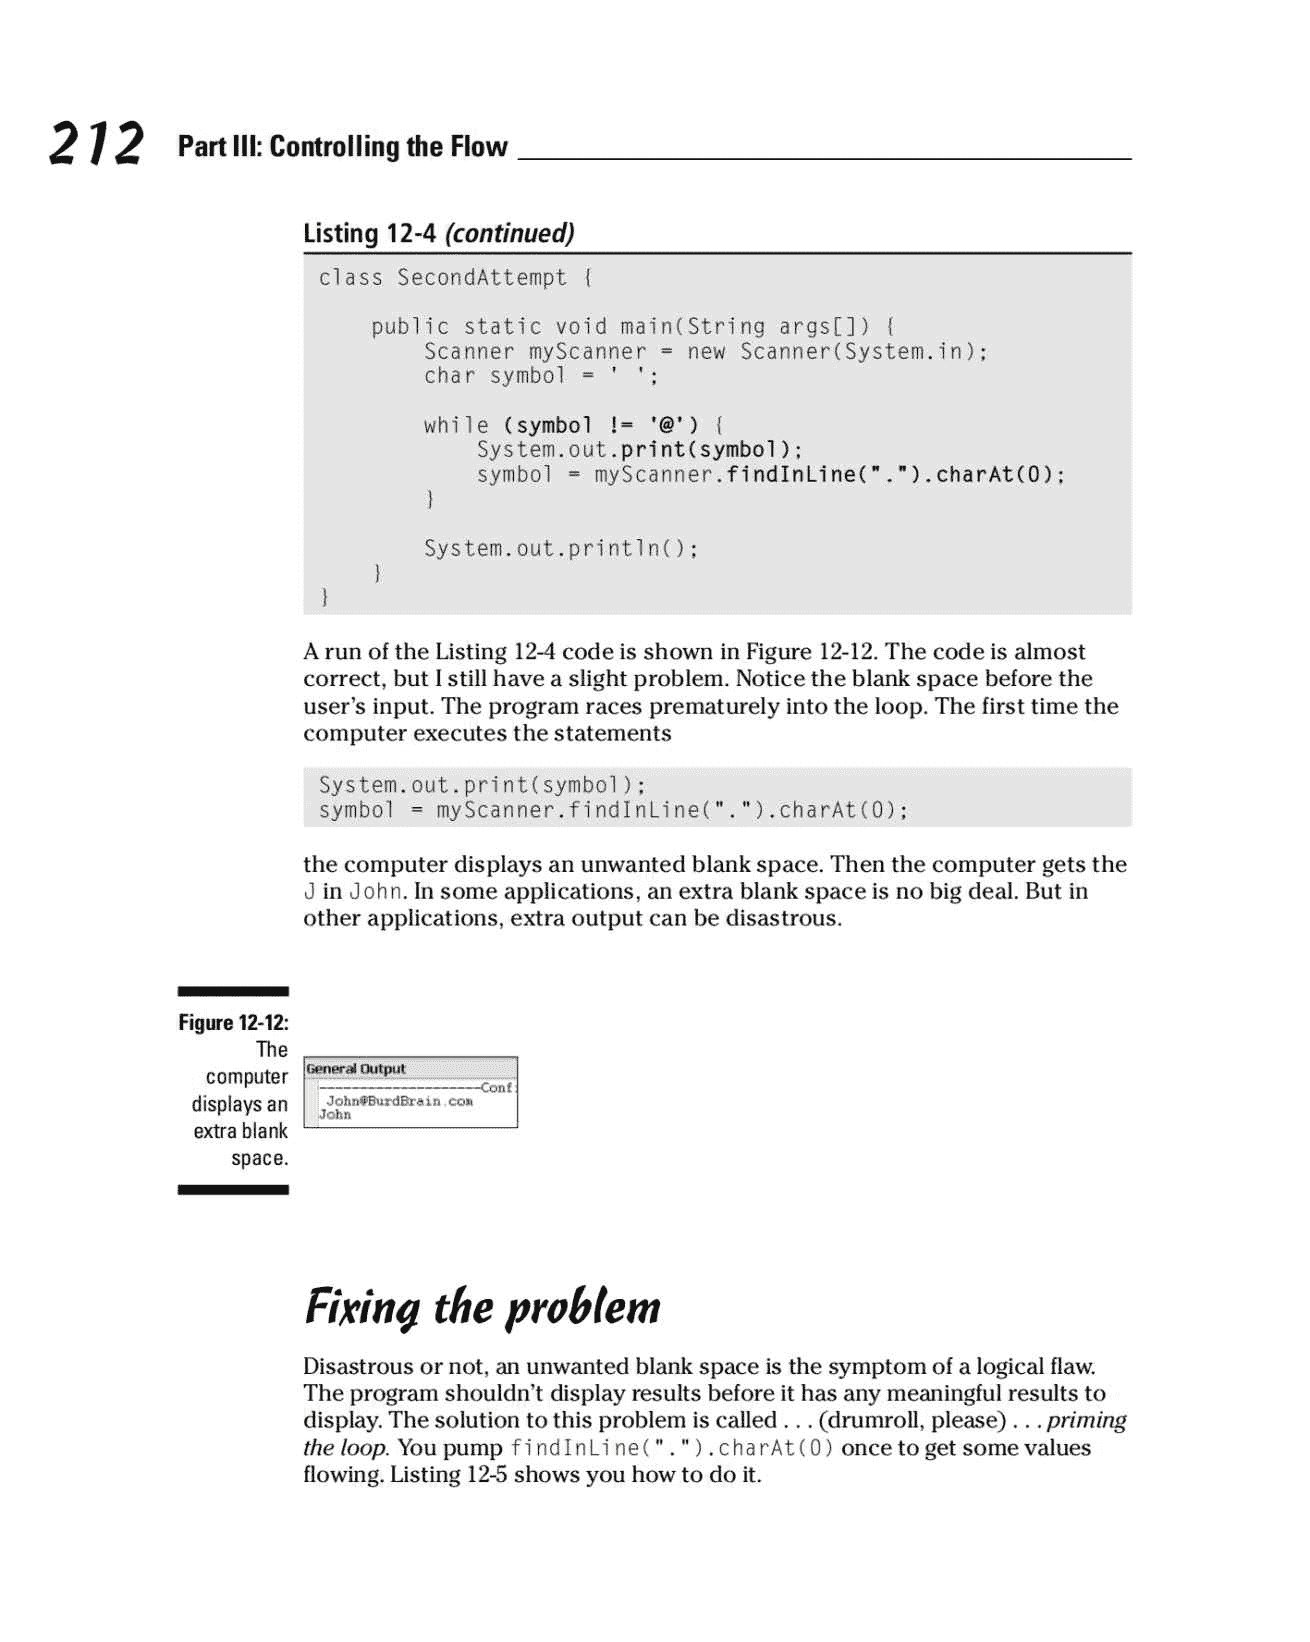 212 Part III: Controlling the Flow
Listing 12-4 (continued)
class SecondAttempt {
public static void main(String args[]) {
Scanner myScanner = new Scanner(System.in);
char symbol = ' ';
while (symbol != '@') {
System.out.print(symbol);
symbol = myScanner.findInLine(".").charAt(0);
}
System.out.println();
}
}
A run of the Listing 12-4 code is shown in Figure 12-12. The code is almost
correct, but I still have a slight problem. Notice the blank space before the
user’s input. The program races prematurely into the loop. The first time the
computer executes the statements
System.out.print(symbol);
symbol = myScanner.findInLine(".").charAt(0);
the computer displays an unwanted blank space. Then the computer gets the
J in John. In some applications, an extra blank space is no big deal. But in
other applications, extra output can be disastrous.
Figure 12-12:
The
computer
displays an
extra blank
space.
General Output
--------------------Conf:
John@BurdBrain.com
John
Fixing the problem
Disastrous or not, an unwanted blank space is the symptom of a logical flaw.
The program shouldn’t display results before it has any meaningful results to
display. The solution to this problem is called . . . (drumroll, please) . . . priming
the loop. You pump findInLine(".").charAt(0) once to get some values
flowing. Listing 12-5 shows you how to do it.